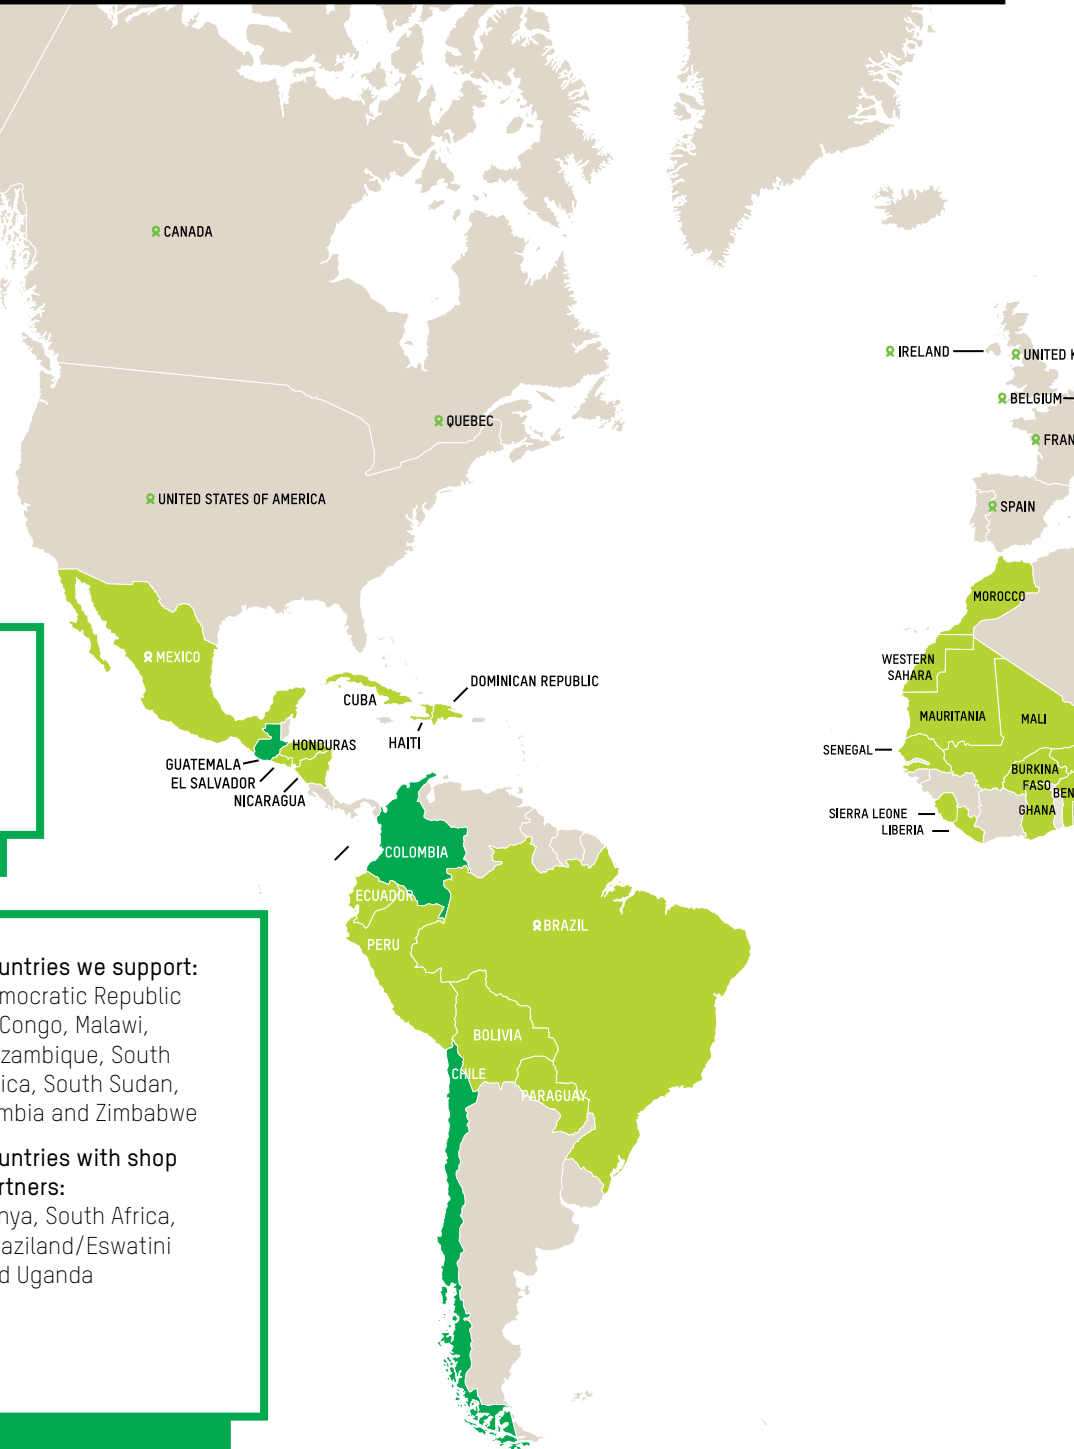 CANADA
IRELAND
UNITED K
BELGIUM
QUEBEC
FRAN
UNITED STATES OF AMERICA
SPAIN
MOROCCO
MEXICO
WESTERN
SAHARA
DOMINICAN REPUBLIC
CUBA
MAURITANIA
MALI
HONDURAS
HAITI
SENEGAL
GUATEMALA
EL SALVADOR
NICARAGUA
BURKINA
FASO
BEN
GHANA
SIERRA LEONE
LIBERIA
COLOMBIA
ECUADOR
BRAZIL
PERU
BOLIVIA
CHILE
PARAGUAY
untries we support:
mocratic Republic
Congo, Malawi,
zambique, South
ica, South Sudan,
mbia and Zimbabwe
untries with shop
rtners:
nya, South Africa,
aziland/Eswatini
d Uganda